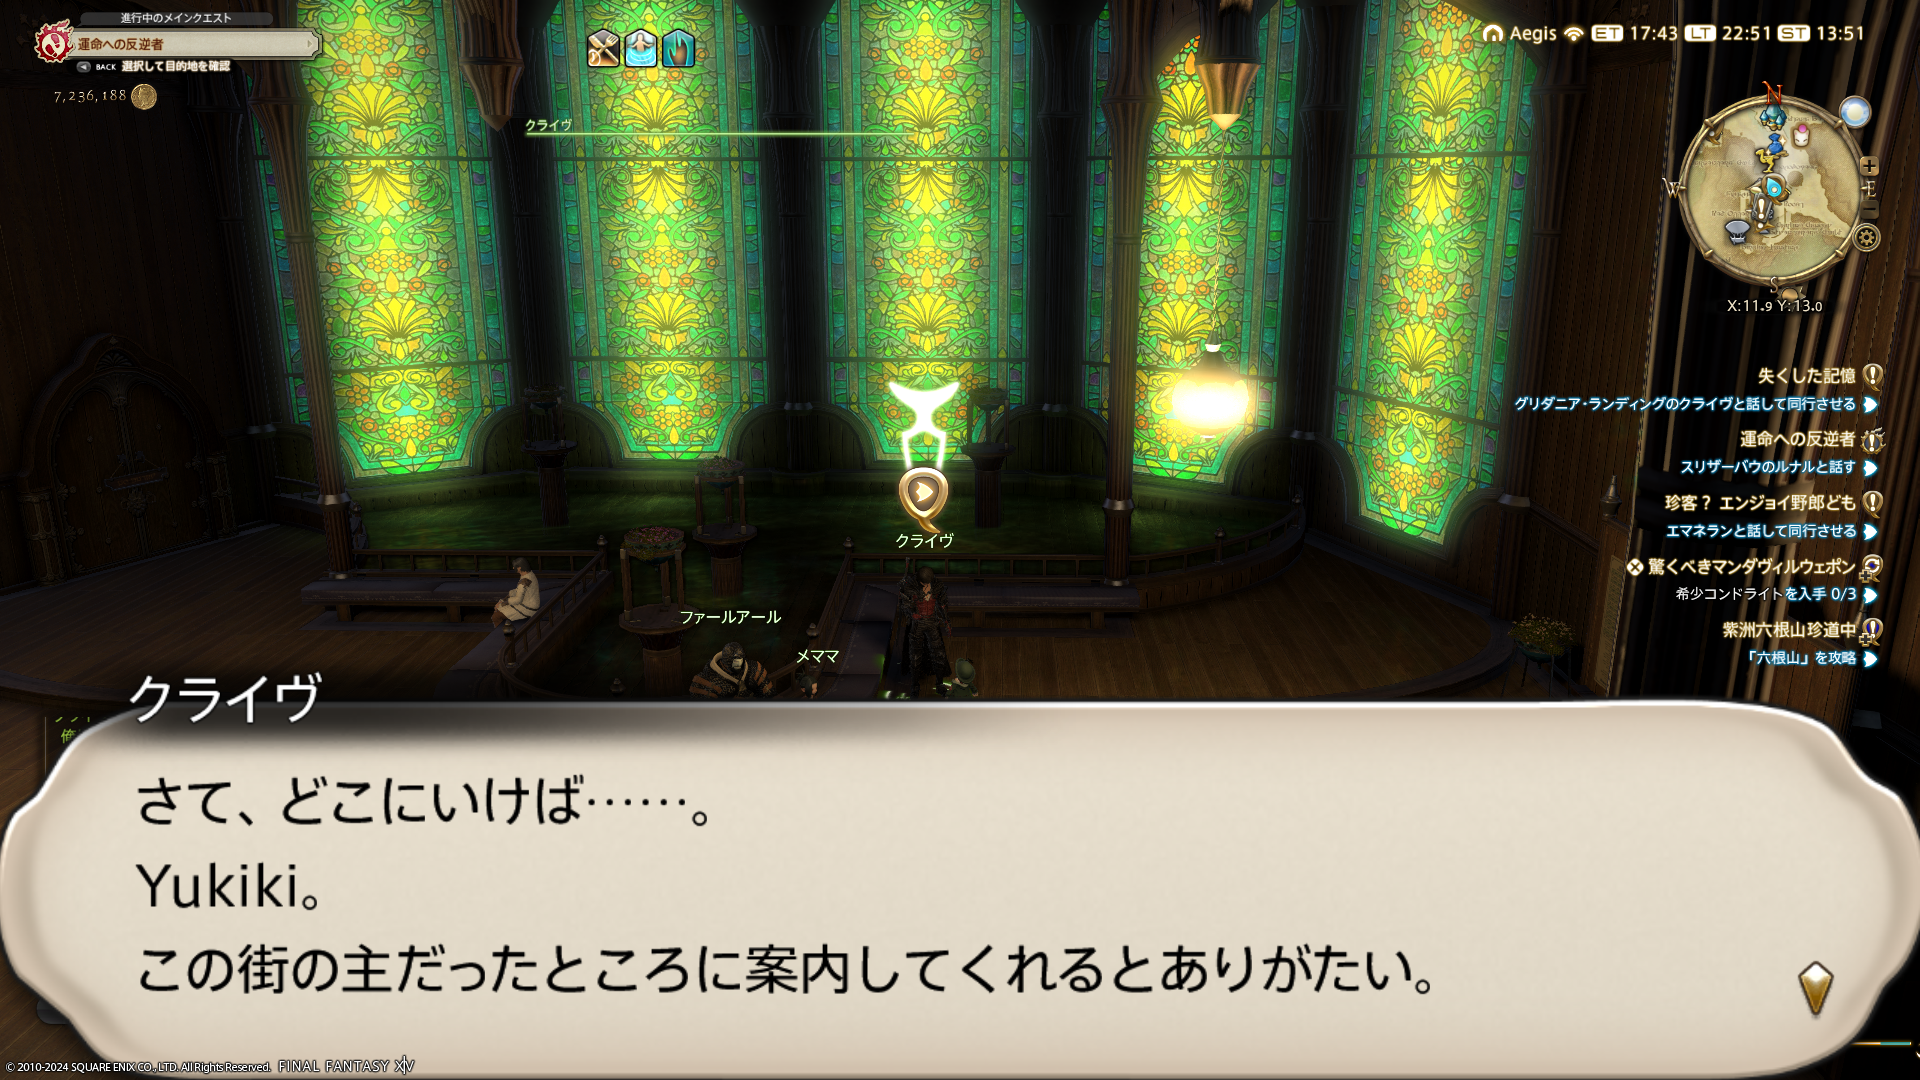 進行中のメインクエスト
運命への反逆者
BACK 選択して目的地を確認
7,236,188
クライヴ
Aegis ET 17:43 LT 22:51 ST 13:51
N
W
E
S
X:11.9 Y:13.0
失くした記憶
グリダニア・ランディングのクライヴと話して同行させる
運命への反逆者
スリザーバウのルナルと話す
珍客？ エンジョイ野郎ども
エマネランと話して同行させる
驚くべきマンダヴィルウェポン
希少コンドライトを入手 0/3
紫洲六根山珍道中
「六根山」を攻略
クライヴ
ファールアール
メママ
クライヴ
さて、どこにいけば……。
Yukiki。
この街の主だったところに案内してくれるとありがたい。
© 2010-2024 SQUARE ENIX CO., LTD. All Rights Reserved. FINAL FANTASY XIV